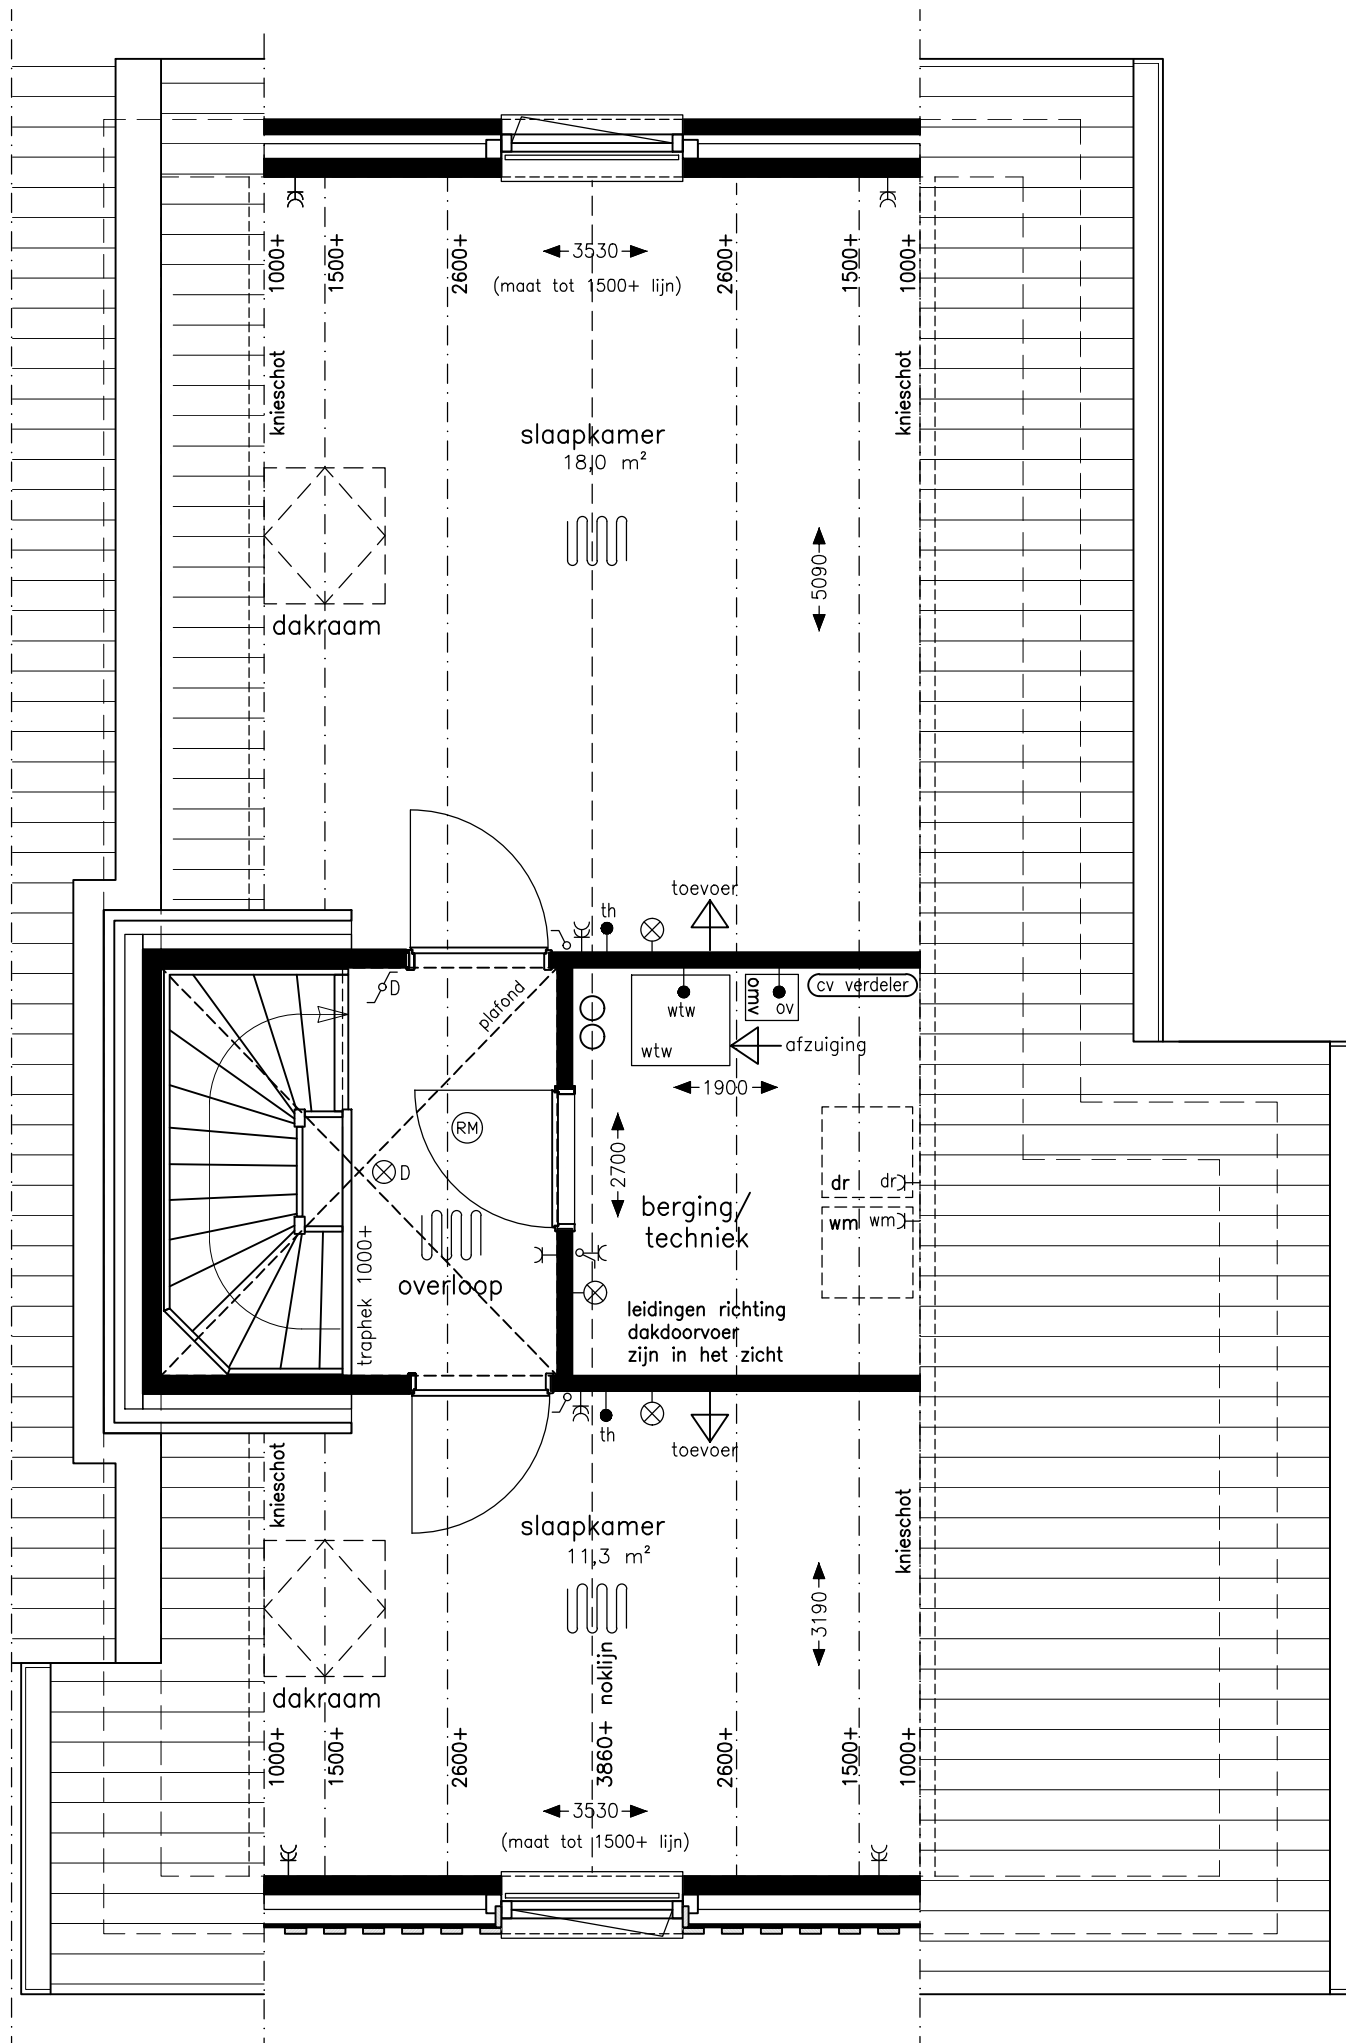 1000+
1500+
2600+
3530
(maat tot 1500+ lijn)
2600+
1500+
1000+
knieschot
knieschot
slaapkamer
18,0 m²
5090
dakraam
toevoer
th
D
plafond
wtw
wtw
omv
ov
cv verdeler
afzuiging
1900
RM
D
2700
berging/
techniek
dr
dr
wm
wm
traphek 1000+
overloop
leidingen richting
dakdoorvoer
zijn in het zicht
th
toevoer
knieschot
knieschot
slaapkamer
11,3 m²
3190
noklijn
dakraam
1000+
1500+
2600+
3860+
2600+
1500+
1000+
3530
(maat tot 1500+ lijn)